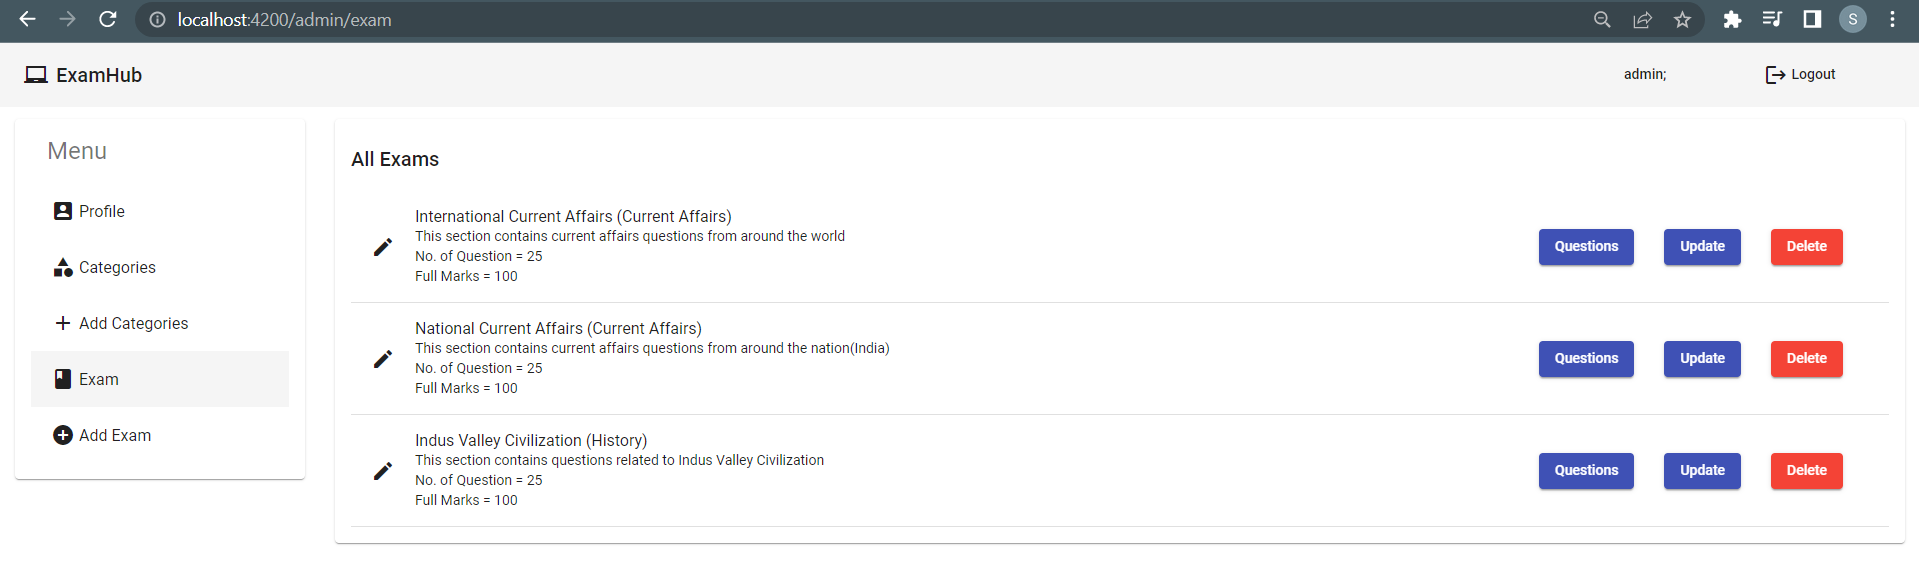 localhost:4200/admin/exam
S
ExamHub
admin;
Logout
Menu
Profile
Categories
Add Categories
Exam
Add Exam
All Exams
International Current Affairs (Current Affairs)
This section contains current affairs questions from around the world
No. of Question = 25
Full Marks = 100
Questions
Update
Delete
National Current Affairs (Current Affairs)
This section contains current affairs questions from around the nation(India)
No. of Question = 25
Full Marks = 100
Questions
Update
Delete
Indus Valley Civilization (History)
This section contains questions related to Indus Valley Civilization
No. of Question = 25
Full Marks = 100
Questions
Update
Delete